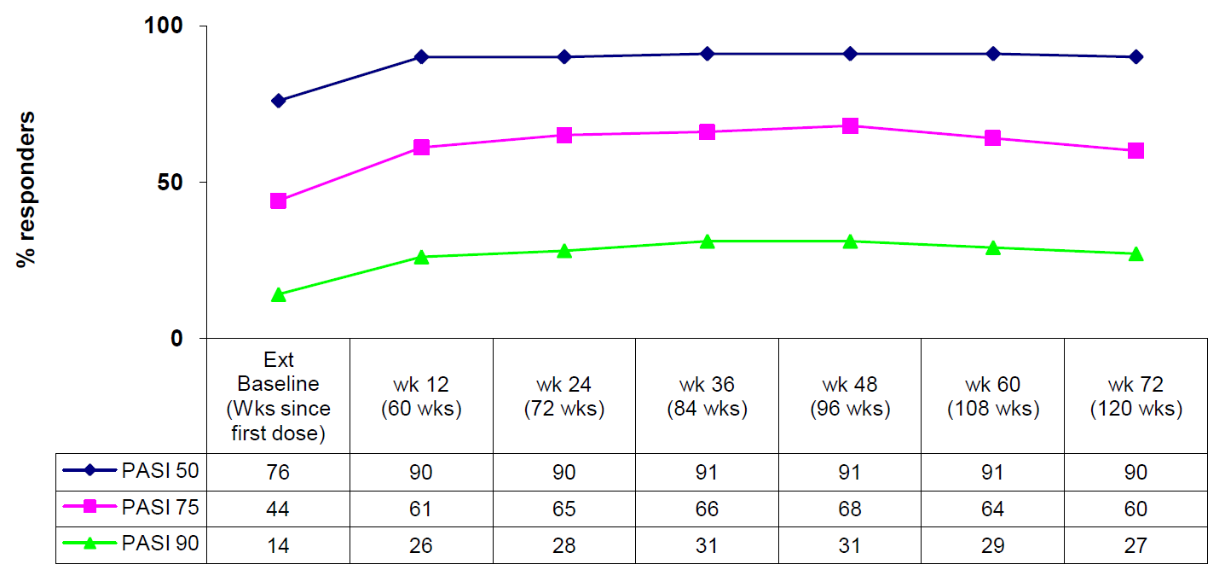 100
50
0
% responders
Ext
Baseline
(Wks since
first dose)
wk 12
(60 wks)
wk 24
(72 wks)
wk 36
(84 wks)
wk 48
(96 wks)
wk 60
(108 wks)
wk 72
(120 wks)
PASI 50 76 90 90 91 91 91 90
PASI 75 44 61 65 66 68 64 60
PASI 90 14 26 28 31 31 29 27